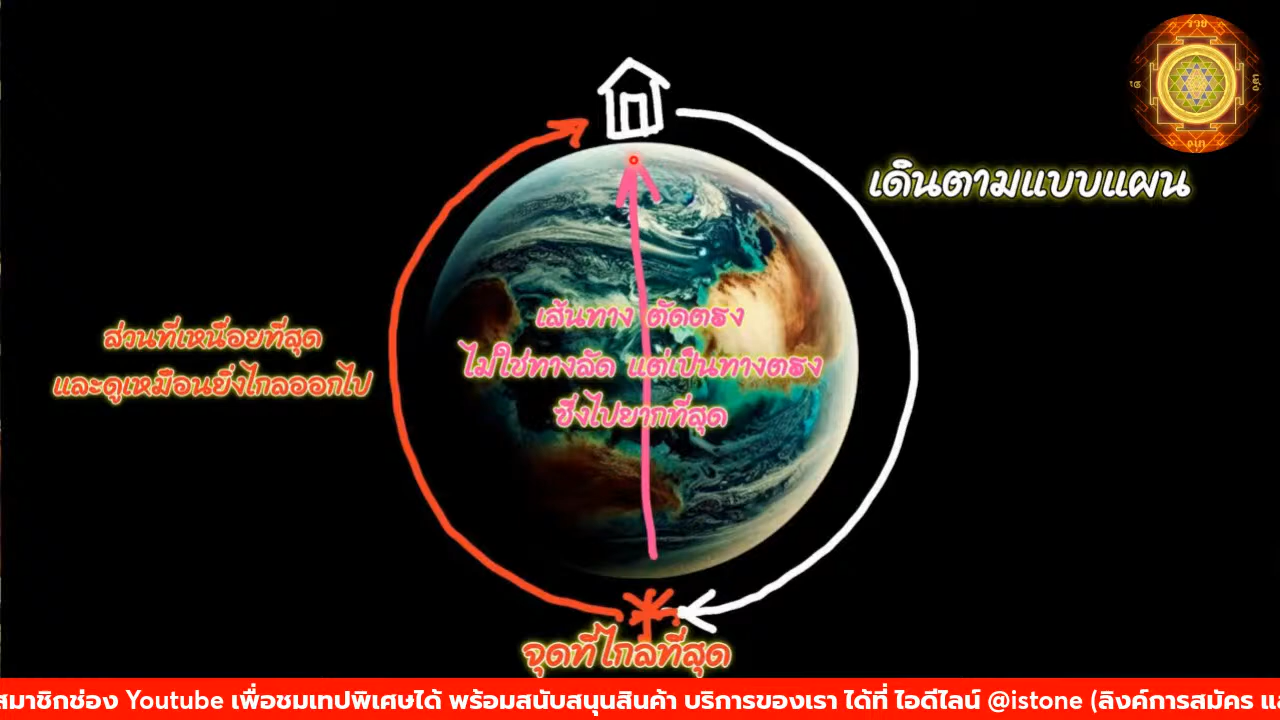 รวย
เดินตามแบบแผน
เส้นทาง ตัดตรง
ไม่ใช่ทางลัด แต่เป็นทางตรง
ซึ่งไปยากที่สุด
ส่วนที่เหนื่อยที่สุด
และดูเหมือนยิ่งไกลออกไป
จุดที่ไกลที่สุด
สมาชิกช่อง Youtube เพื่อชมเทปพิเศษได้ พร้อมสนับสนุนสินค้า บริการของเรา ได้ที่ ไอดีไลน์ @istone (ลิงค์การสมัคร